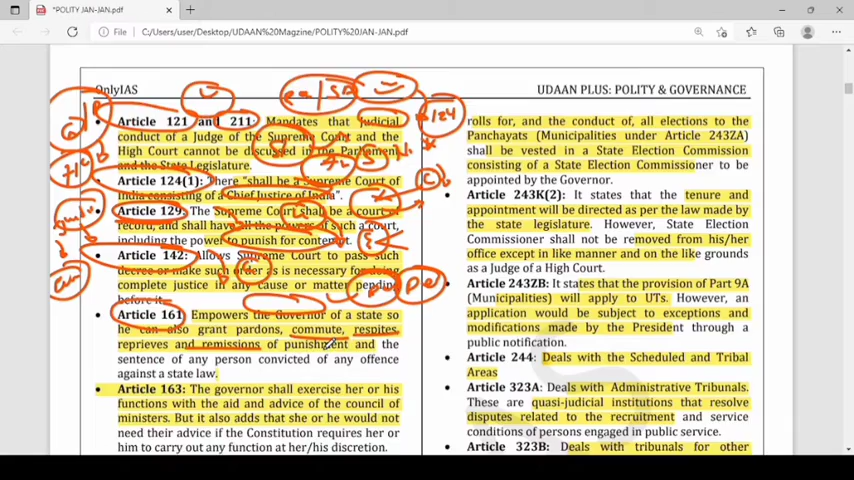 *POLITY JAN-JAN.pdf
File C:/Users/user/Desktop/UDAAN%20Magzine/POLITY%20JAN-JAN.pdf
OnlyIAS
UDAAN PLUS: POLITY & GOVERNANCE
Article 121 and 211: Mandates that Judicial
conduct of a Judge of the Supreme Court and the
High Court cannot be discussed in the Parliament
and the State Legislature.
Article 124(1): There "shall be a Supreme Court of
India consisting of a Chief Justice of India".
Article 129: The Supreme Court shall be a court of
record, and shall have all the powers of such a court,
including the power to punish for contempt.
Article 142: Allows Supreme Court to pass such
decree or make such order as is necessary for doing
complete justice in any cause or matter pending
before it.
Article 161: Empowers the Governor of a state so
he can also grant pardons, commute, respites,
reprieves and remissions of punishment and the
sentence of any person convicted of any offence
against a state law.
Article 163: The governor shall exercise her or his
functions with the aid and advice of the council of
ministers. But it also adds that she or he would not
need their advice if the Constitution requires her or
him to carry out any function at her/his discretion.
124
rolls for, and the conduct of, all elections to the
Panchayats (Municipalities under Article 243ZA)
shall be vested in a State Election Commission
consisting of a State Election Commissioner to be
appointed by the Governor.
Article 243K(2): It states that the tenure and
appointment will be directed as per the law made by
the state legislature. However, State Election
Commissioner shall not be removed from his/her
office except in like manner and on the like grounds
as a Judge of a High Court.
Article 243ZB: It states that the provision of Part 9A
(Municipalities) will apply to UTs. However, an
application would be subject to exceptions and
modifications made by the President through a
public notification.
Article 244: Deals with the Scheduled and Tribal
Areas
Article 323A: Deals with Administrative Tribunals.
These are quasi-judicial institutions that resolve
disputes related to the recruitment and service
conditions of persons engaged in public service.
Article 323B: Deals with tribunals for other